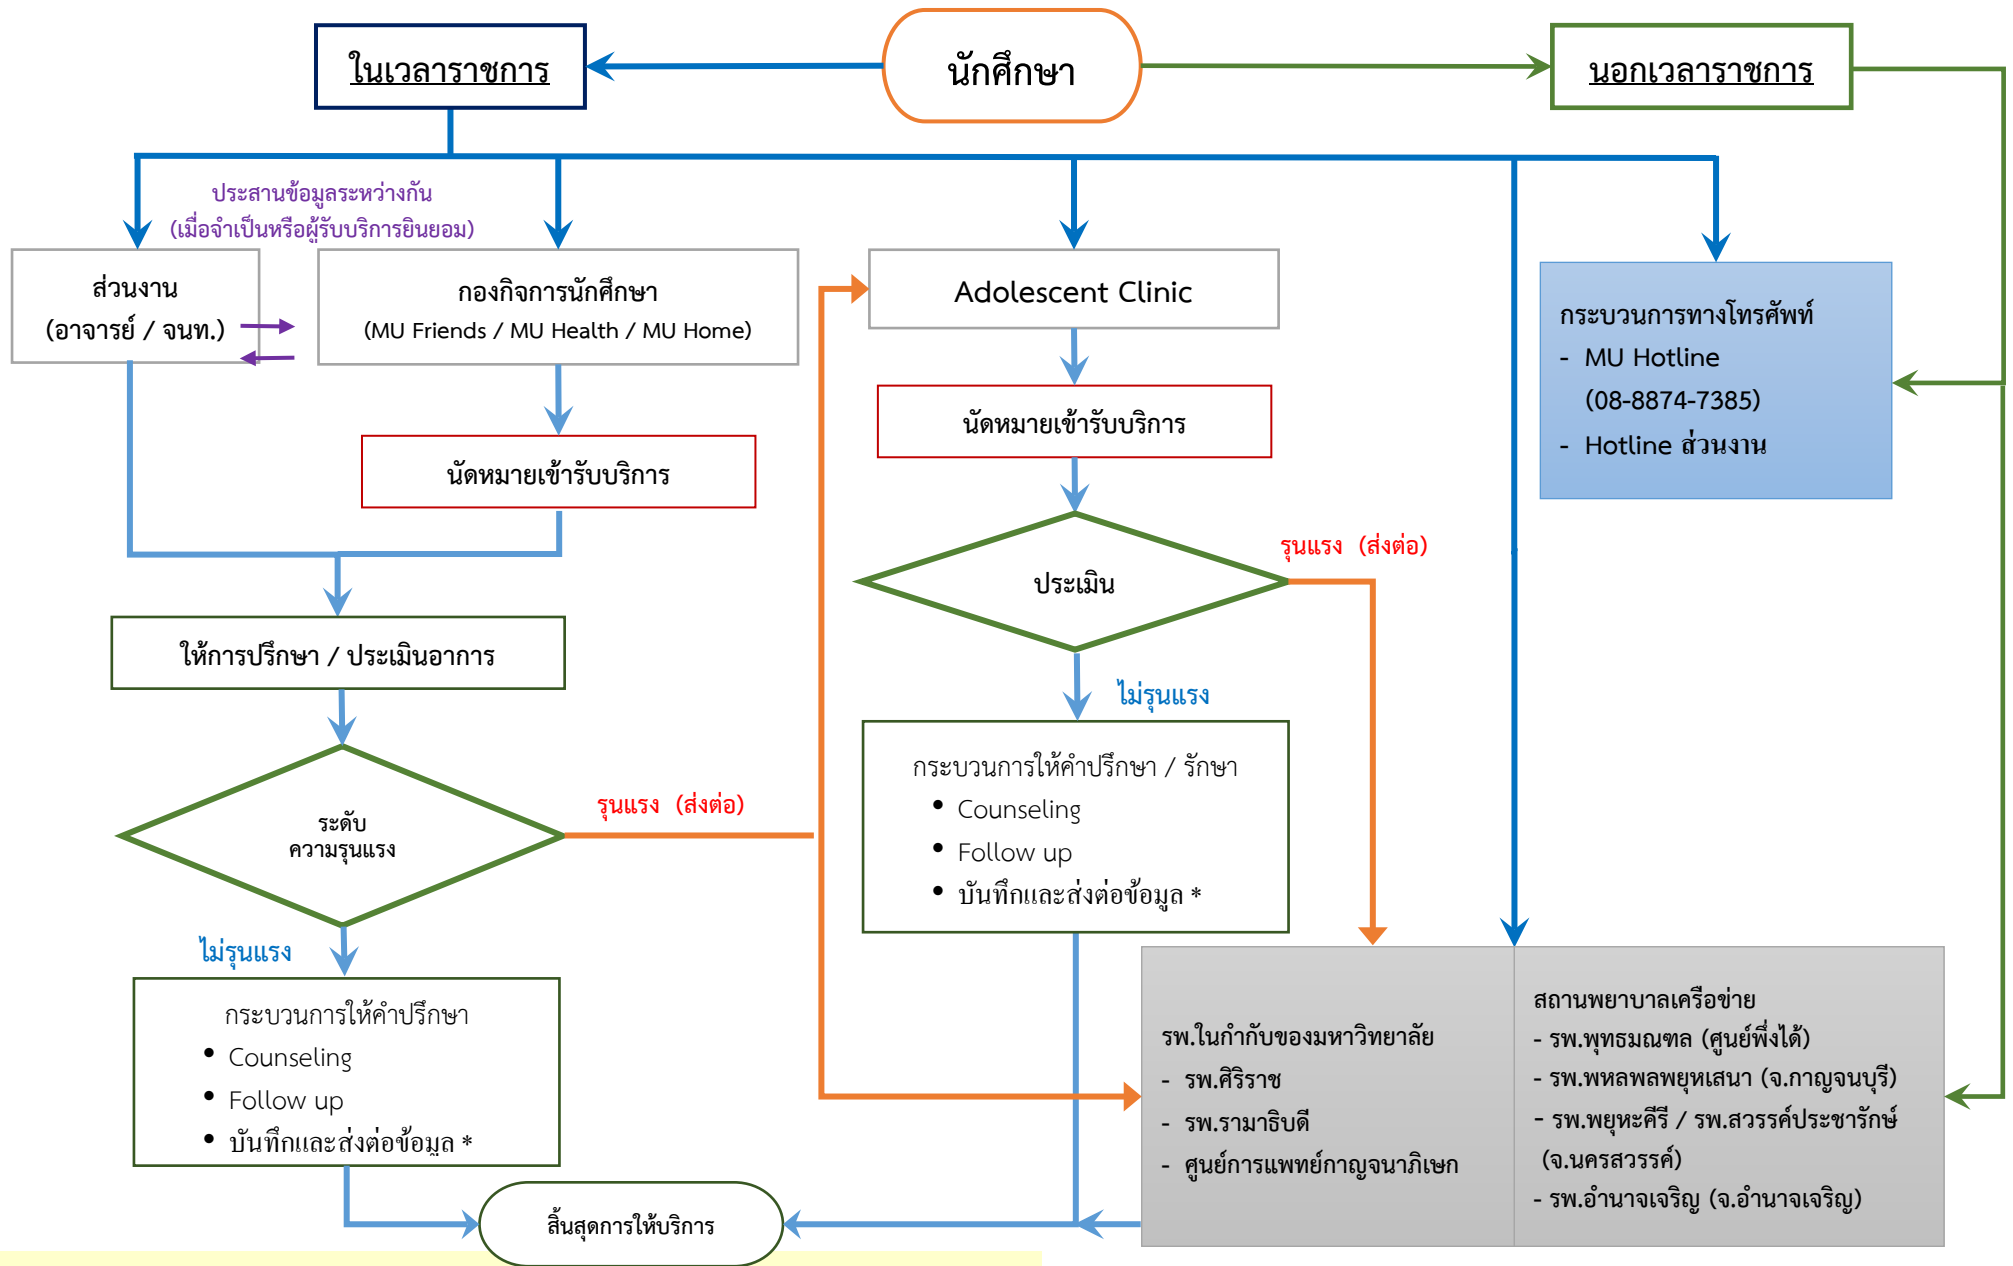 ในเวลาราชการ
นักศึกษา
นอกเวลาราชการ
ประสานข้อมูลระหว่างกัน
(เมื่อจำเป็นหรือผู้รับบริการยินยอม)
ส่วนงาน
(อาจารย์ / จนท.)
กองกิจการนักศึกษา
(MU Friends / MU Health / MU Home)
นัดหมายเข้ารับบริการ
ให้การปรึกษา / ประเมินอาการ
ระดับ
ความรุนแรง
รุนแรง (ส่งต่อ)
ไม่รุนแรง
กระบวนการให้คำปรึกษา
• Counseling
• Follow up
• บันทึกและส่งต่อข้อมูล *
Adolescent Clinic
นัดหมายเข้ารับบริการ
ประเมิน
รุนแรง (ส่งต่อ)
ไม่รุนแรง
กระบวนการให้คำปรึกษา / รักษา
• Counseling
• Follow up
• บันทึกและส่งต่อข้อมูล *
กระบวนการทางโทรศัพท์
- MU Hotline
(08-8874-7385)
- Hotline ส่วนงาน
รพ.ในกำกับของมหาวิทยาลัย
- รพ.ศิริราช
- รพ.รามาธิบดี
- ศูนย์การแพทย์กาญจนาภิเษก
สถานพยาบาลเครือข่าย
- รพ.พุทธมณฑล (ศูนย์พึ่งได้)
- รพ.พหลพลพยุหเสนา (จ.กาญจนบุรี)
- รพ.พยุหะคีรี / รพ.สวรรค์ประชารักษ์
(จ.นครสวรรค์)
- รพ.อำนาจเจริญ (จ.อำนาจเจริญ)
สิ้นสุดการให้บริการ